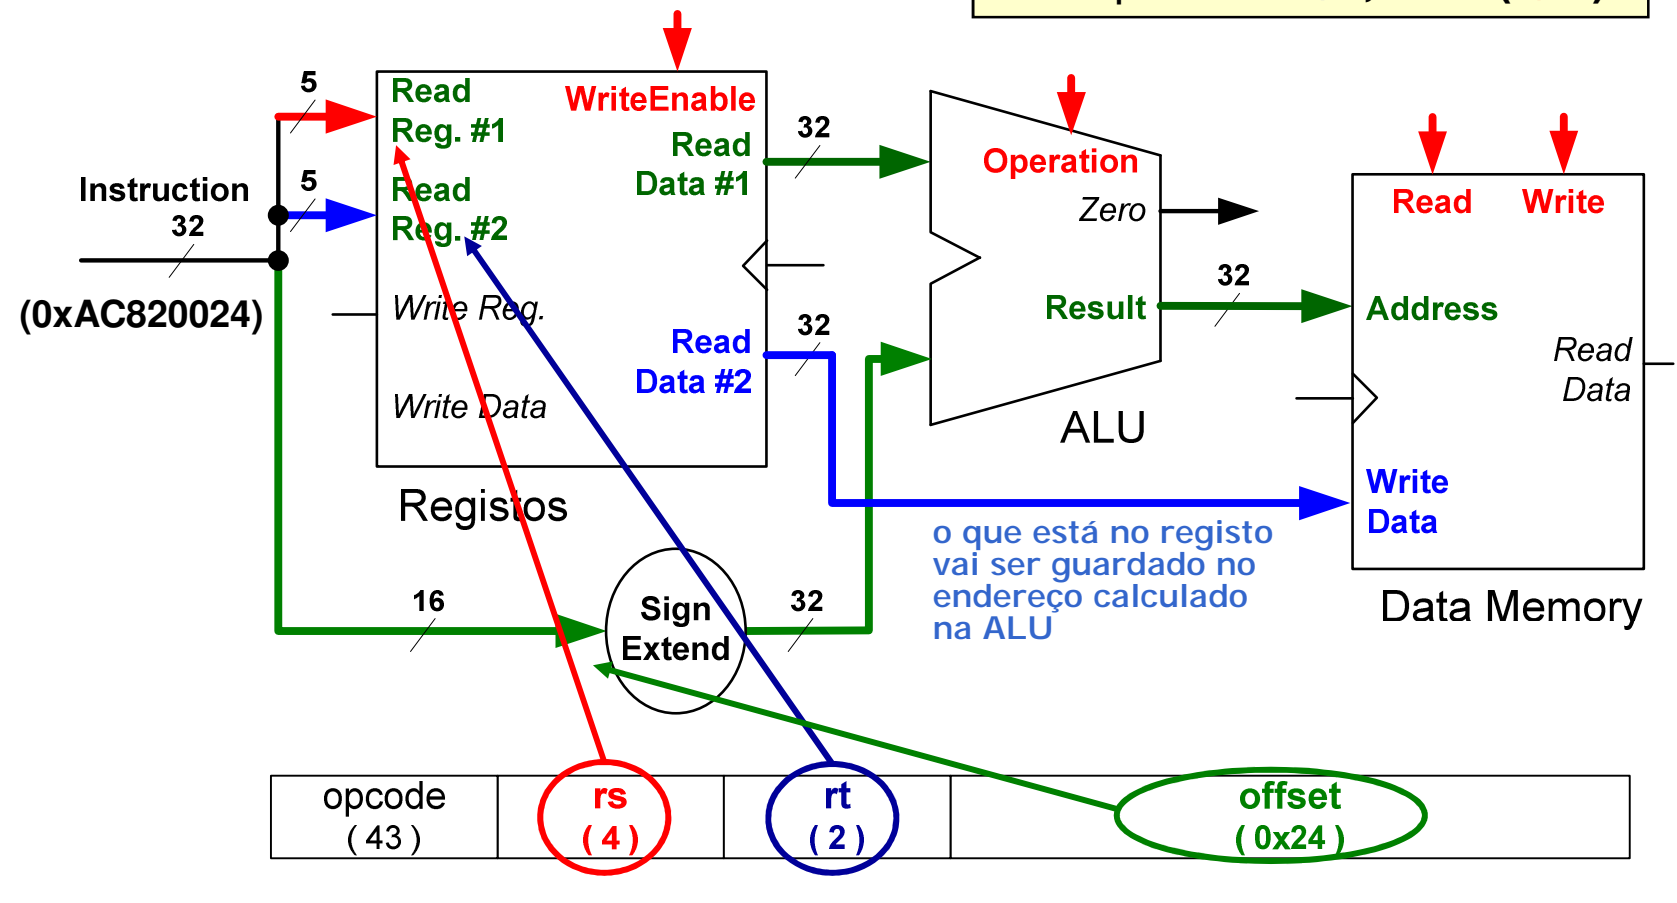 5
Read
Reg. #1
WriteEnable
Read
Data #1
32
Operation
Zero
Instruction
32
5
Read
Reg. #2
Read
Write
(0xAC820024)
Write Reg.
32
Result
32
Address
Read
Data
Read
Data #2
Write Data
ALU
Registos
Write
Data
o que está no registo
vai ser guardado no
endereço calculado
na ALU
Data Memory
16
Sign
Extend
32
opcode
( 43 )
rs
( 4 )
rt
( 2 )
offset
( 0x24 )